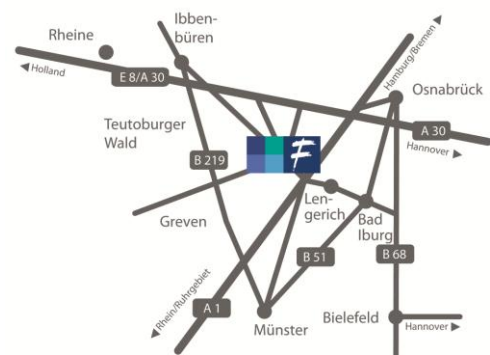 Ibben-
büren
Rheine
Hamburg/Bremen
Holland
E 8/A 30
Osnabrück
Teutoburger
Wald
A 30
Hannover
B 219
F
Len-
gerich
Bad
Iburg
Greven
B 51
B 68
Rhein/Ruhrgebiet
A 1
Münster
Bielefeld
Hannover